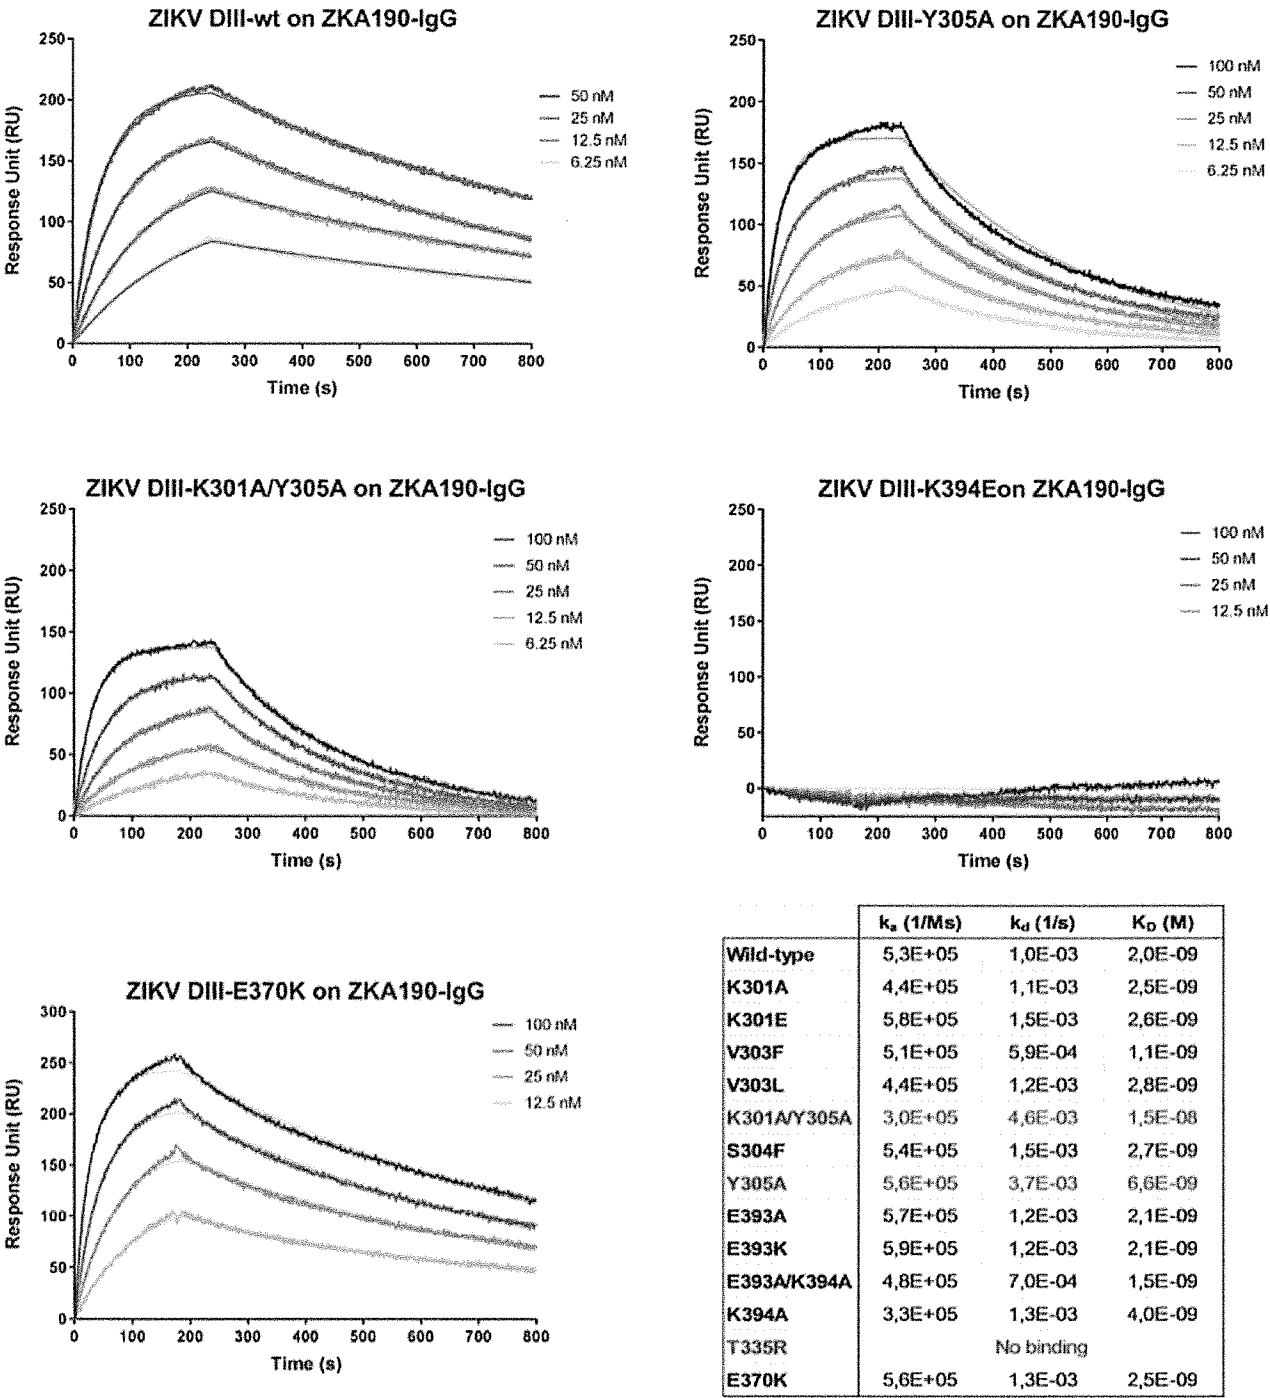 ZIKV DIII-wt on ZKA190-IgG
Response Unit (RU)
250
200
150
100
50
0
0 100 200 300 400 500 600 700 800
Time (s)
50 nM
25 nM
12.5 nM
6.25 nM
ZIKV DIII-Y305A on ZKA190-IgG
Response Unit (RU)
250
200
150
100
50
0
0 100 200 300 400 500 600 700 800
Time (s)
100 nM
50 nM
25 nM
12.5 nM
6.25 nM
ZIKV DIII-K301A/Y305A on ZKA190-IgG
Response Unit (RU)
250
200
150
100
50
0
0 100 200 300 400 500 600 700 800
Time (s)
100 nM
50 nM
25 nM
12.5 nM
6.25 nM
ZIKV DIII-K394Eon ZKA190-IgG
Response Unit (RU)
250
200
150
100
50
0
0 100 200 300 400 500 600 700 800
Time (s)
100 nM
50 nM
25 nM
12.5 nM
ZIKV DIII-E370K on ZKA190-IgG
Response Unit (RU)
300
250
200
150
100
50
0
0 100 200 300 400 500 600 700 800
Time (s)
100 nM
50 nM
25 nM
12.5 nM
ka (1/Ms) kd (1/s) KD (M)
Wild-type 5,3E+05 1,0E-03 2,0E-09
K301A 4,4E+05 1,1E-03 2,5E-09
K301E 5,8E+05 1,5E-03 2,6E-09
V303F 5,1E+05 5,9E-04 1,1E-09
V303L 4,4E+05 1,2E-03 2,8E-09
K301A/Y305A 3,0E+05 4,6E-03 1,5E-08
S304F 5,4E+05 1,5E-03 2,7E-09
Y305A 5,6E+05 3,7E-03 6,6E-09
E393A 5,7E+05 1,2E-03 2,1E-09
E393K 5,9E+05 1,2E-03 2,1E-09
E393A/K394A 4,8E+05 7,0E-04 1,5E-09
K394A 3,3E+05 1,3E-03 4,0E-09
T335R No binding
E370K 5,6E+05 1,3E-03 2,5E-09